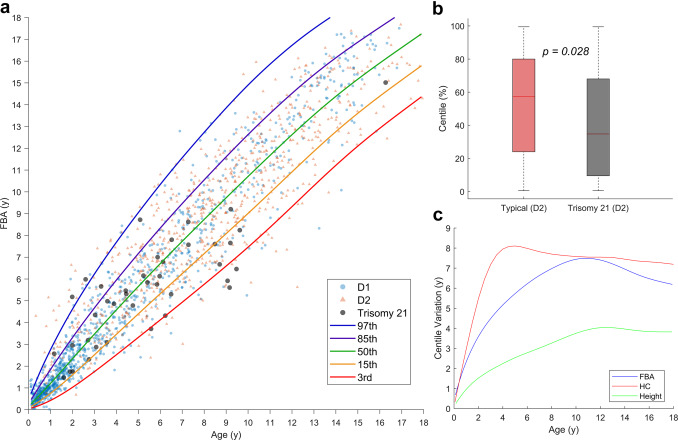 a
18
17
16
15
14
13
12
11
10
9
8
7
6
5
4
3
2
1
0
FBA (y)
0 1 2 3 4 5 6 7 8 9 10 11 12 13 14 15 16 17 18
Age (y)
D1
D2
Trisomy 21
97th
85th
50th
15th
3rd
b
100
80
60
40
20
0
Centile (%)
p = 0.028
Typical (D2) Trisomy 21 (D2)
c
9
8
7
6
5
4
3
2
1
0
Centile Variation (y)
0 2 4 6 8 10 12 14 16 18
Age (y)
FBA
HC
Height